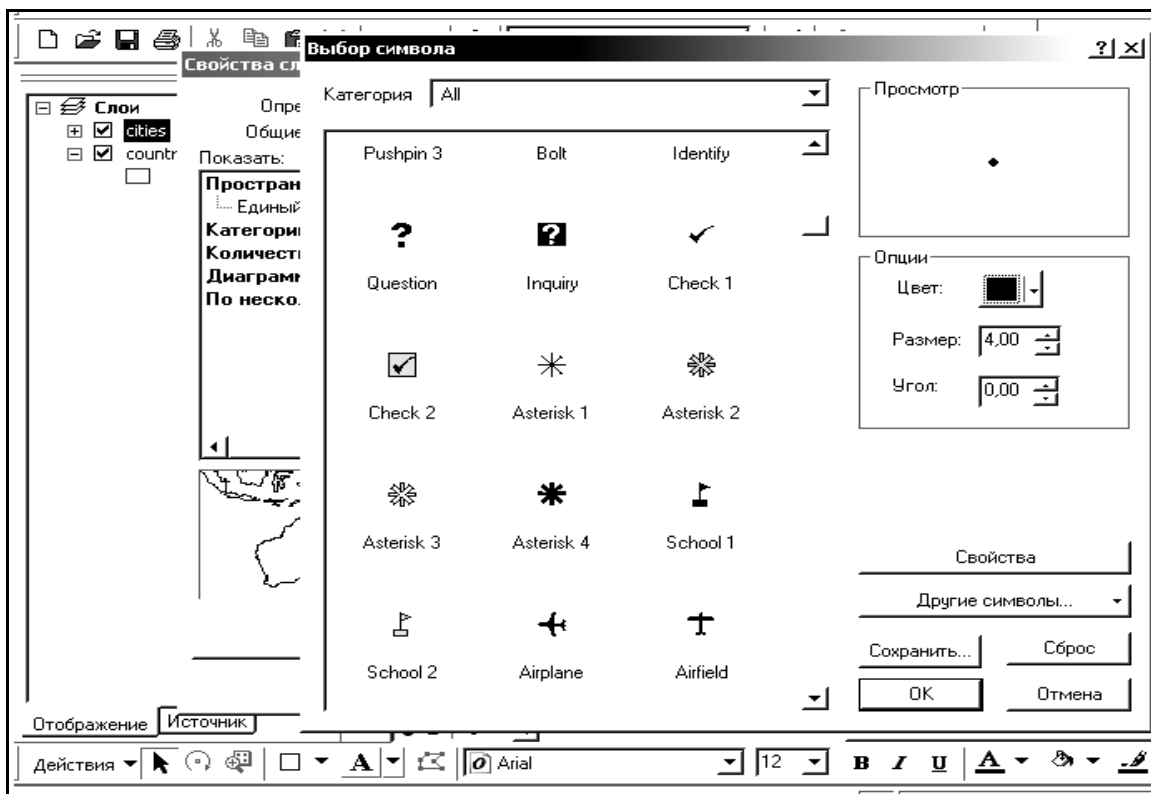 Выбор символа
Свойства сл
Категория All
Слои
cities
countr
Опре
Общие
Показать:
Простран
Единый
Категори
Количест
Диаграмм
По неско.
Pushpin 3 Bolt Identify
Question Inquiry Check 1
Check 2 Asterisk 1 Asterisk 2
Asterisk 3 Asterisk 4 School 1
School 2 Airplane Airfield
Просмотр
Опции
Цвет:
Размер: 4,00
Угол: 0,00
Свойства
Другие символы...
Сохранить... Сброс
OK Отмена
Отображение Источник
Действия A Arial 12 B I U A